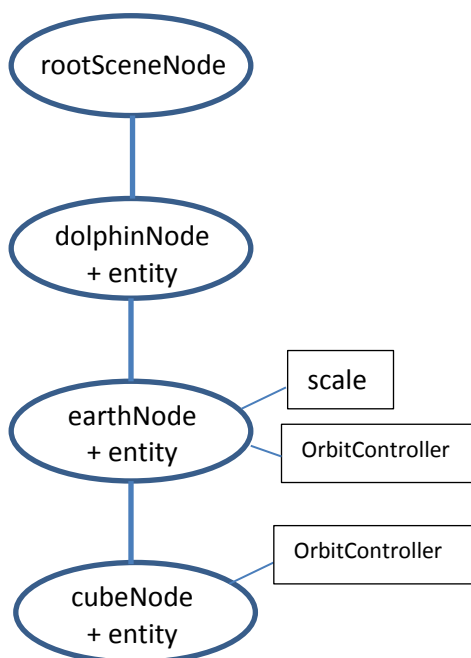 rootSceneNode
dolphinNode
+ entity
scale
earthNode
+ entity
OrbitController
OrbitController
cubeNode
+ entity